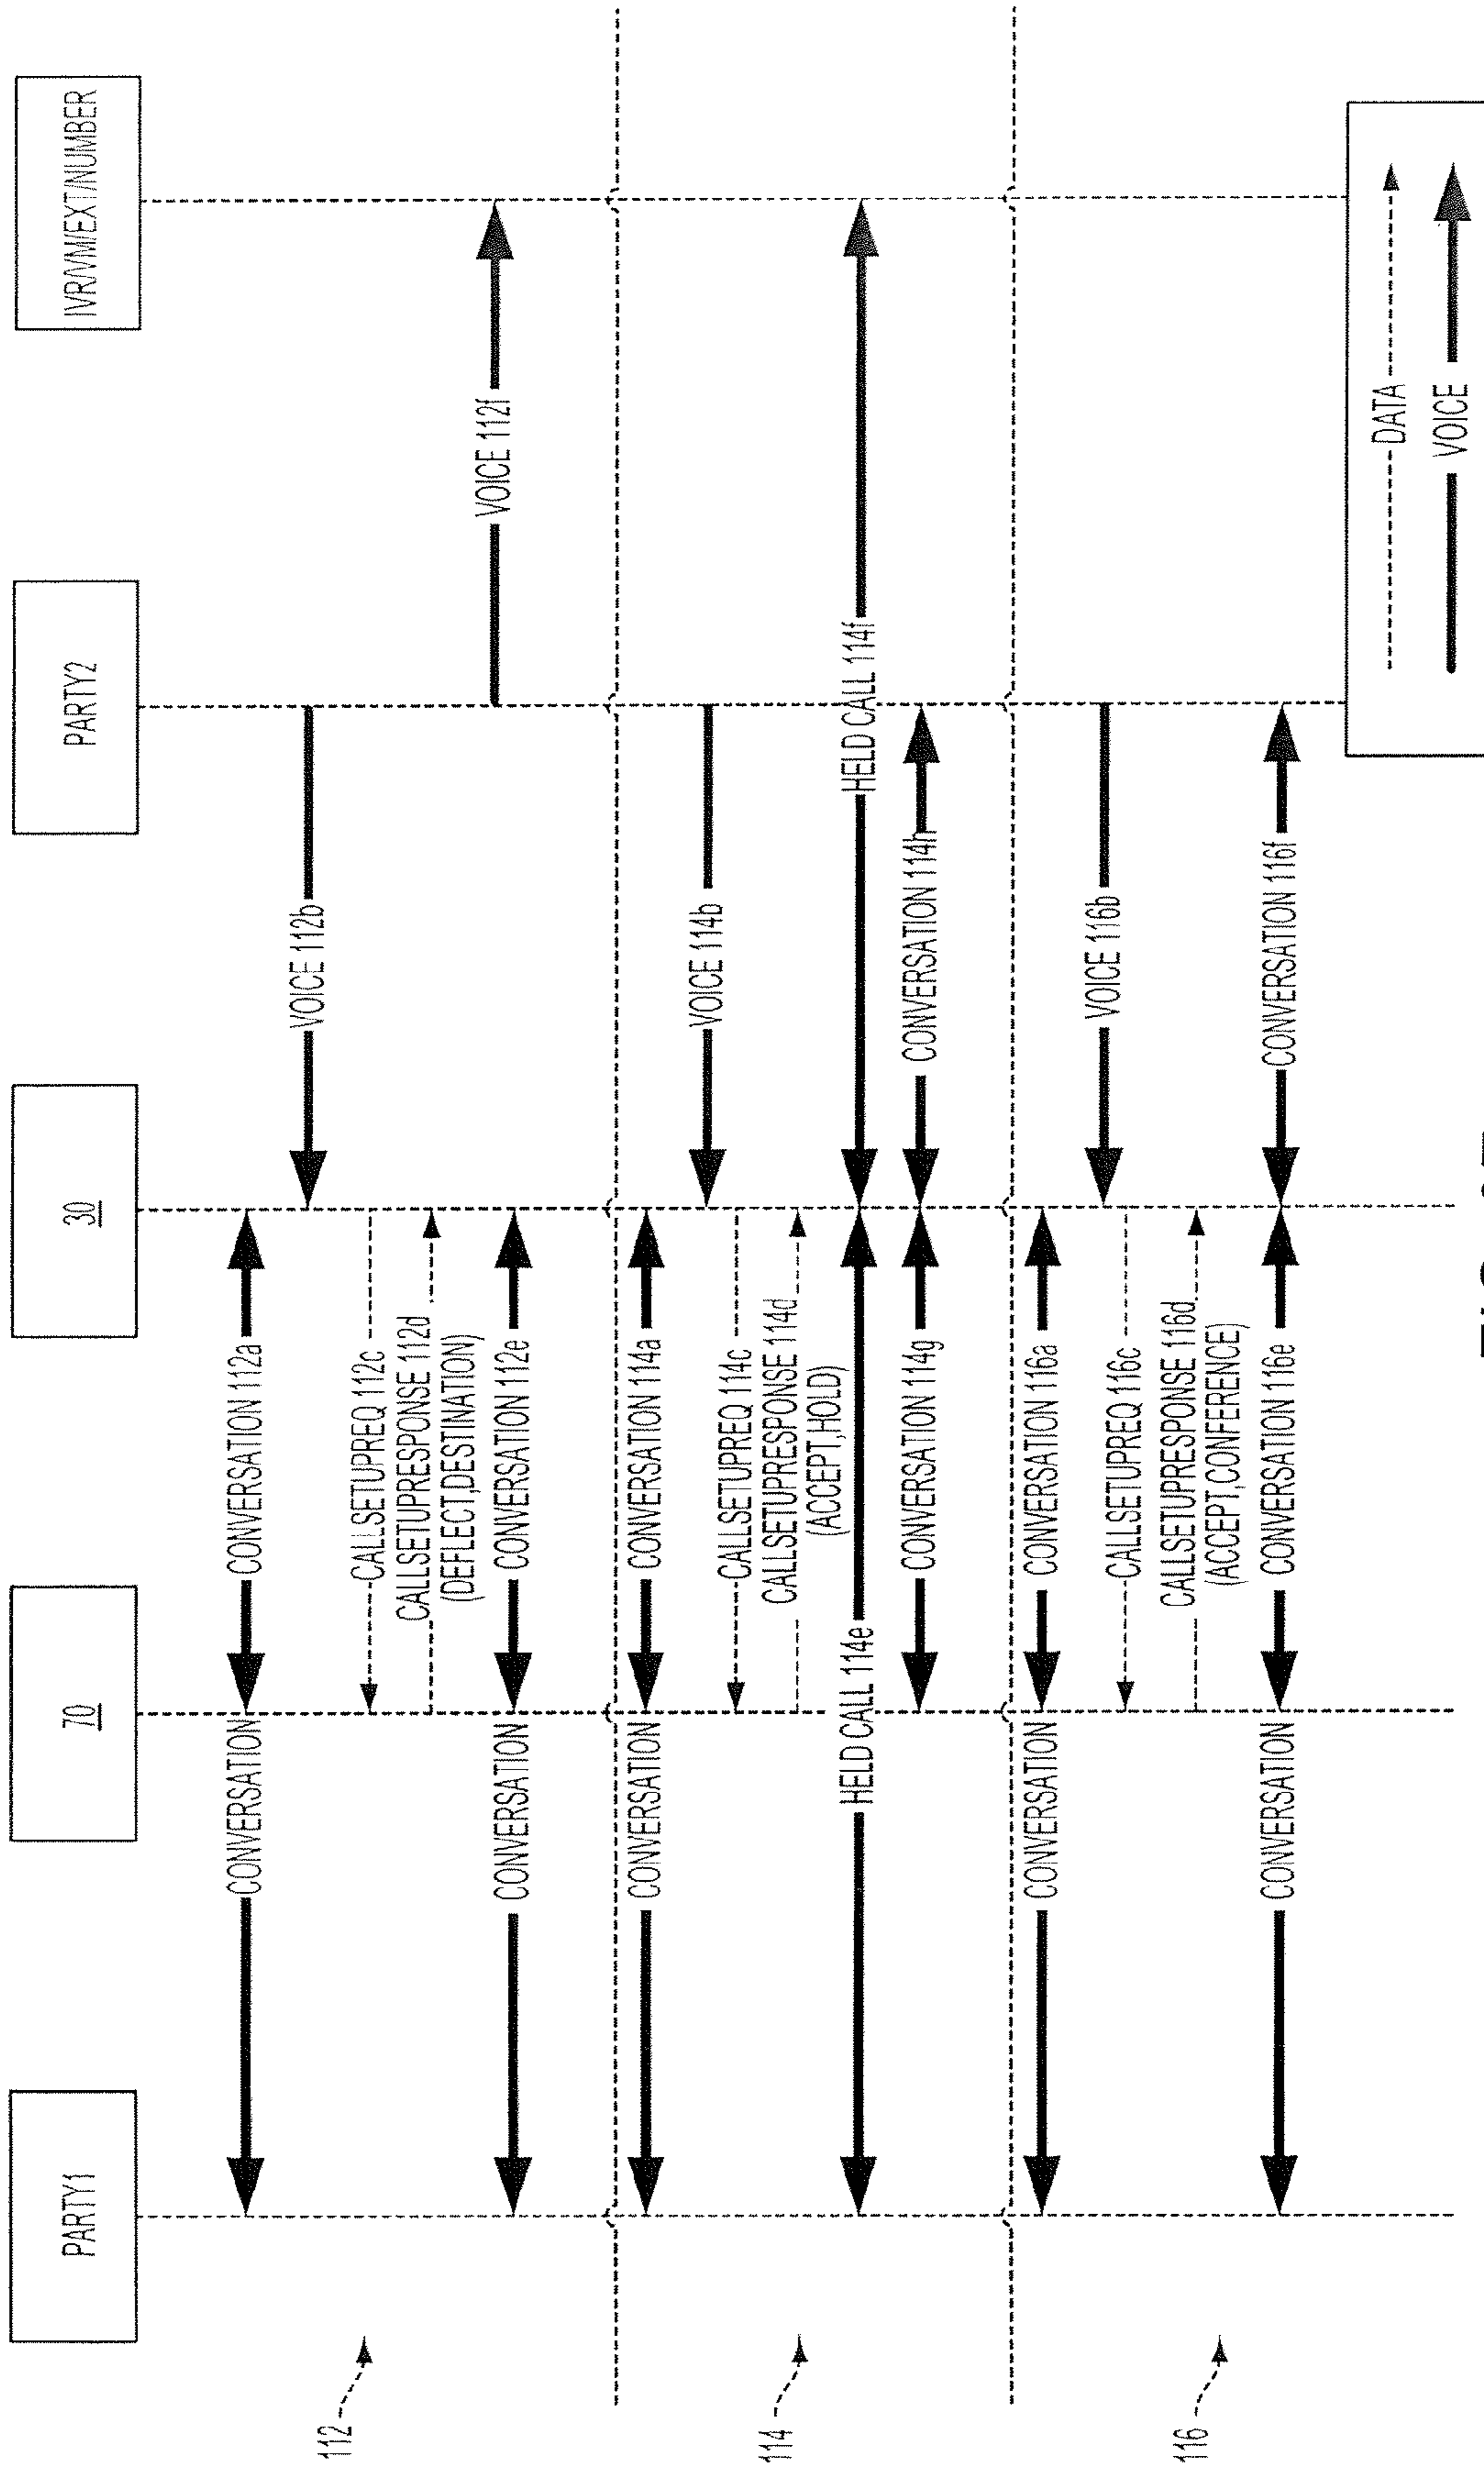 PARTY1
70
30
PARTY2
IVR/VM/EXT/NUMBER
112
CONVERSATION
CONVERSATION 112a
VOICE 112b
CALLSETUPREQ 112c
CALLSETUPRESPONSE 112d
(DEFLECT,DESTINATION)
VOICE 112f
CONVERSATION
CONVERSATION 112e
114
CONVERSATION
CONVERSATION 114a
VOICE 114b
CALLSETUPREQ 114c
CALLSETUPRESPONSE 114d
(ACCEPT,HOLD)
HELD CALL 114e
HELD CALL 114f
CONVERSATION 114g
CONVERSATION 114h
116
CONVERSATION
CONVERSATION 116a
VOICE 116b
CALLSETUPREQ 116c
CALLSETUPRESPONSE 116d
(ACCEPT,CONFERENCE)
CONVERSATION
CONVERSATION 116e
CONVERSATION 116f
DATA
VOICE